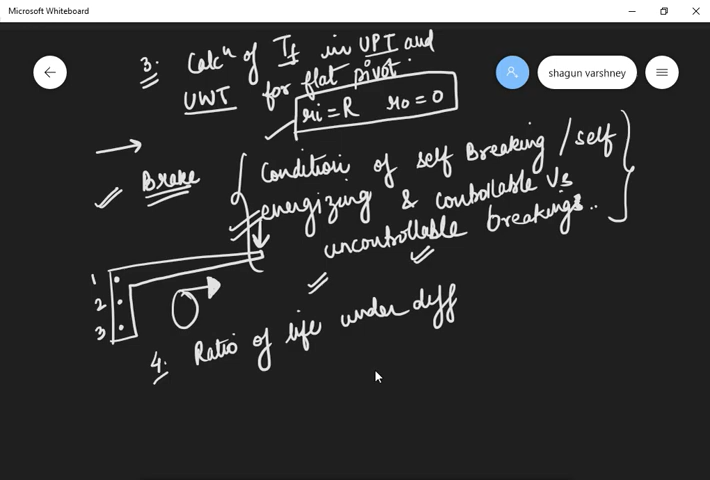 Microsoft Whiteboard
shagun varshney
3. Calcⁿ of Tf in UPT and
UWT for flat pivot.
ri = R ro = 0
→
Brake
Condition of self Breaking / self
energizing & controllable Vs
uncontrollable breakings..
1
2
3
4. Ratio of life under diff